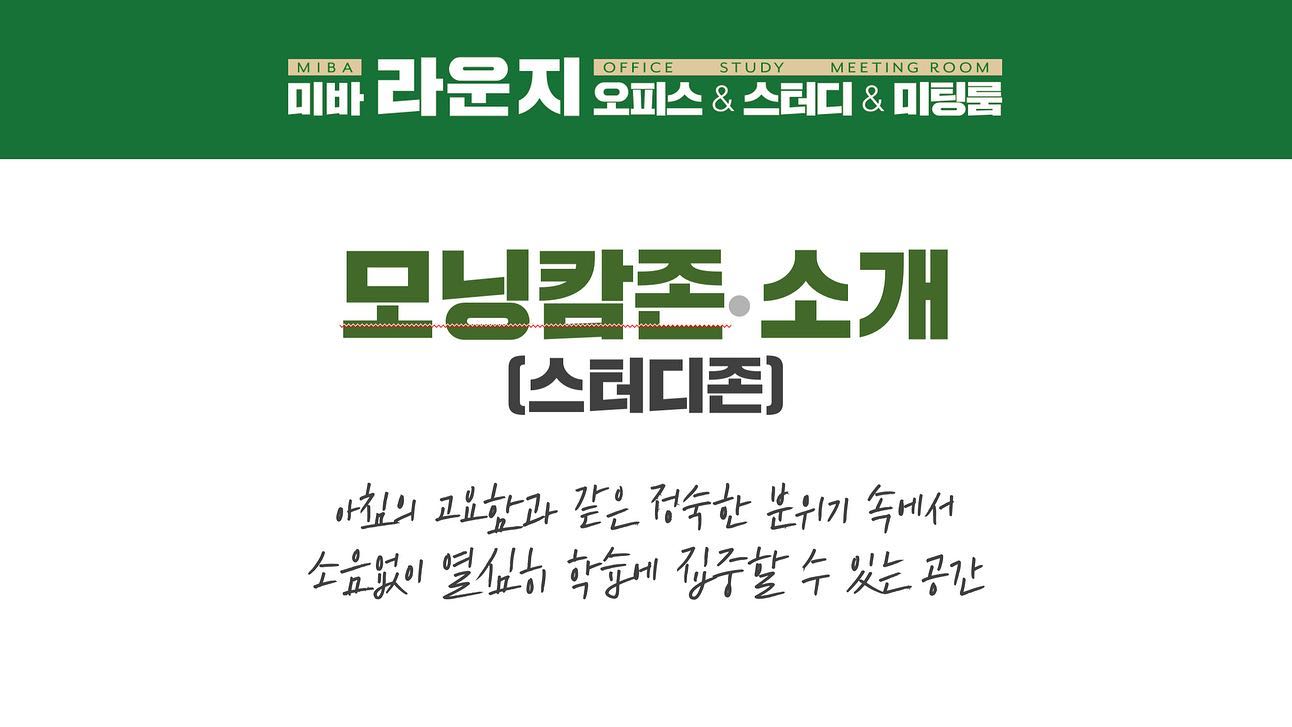 MIBA OFFICE STUDY MEETING ROOM
미바 라운지 오피스 & 스터디 & 미팅룸
모닝캄존 소개
(스터디존)
아침의 고요함과 같은 정숙한 분위기 속에서
소음없이 열심히 학습에 집중할 수 있는 공간